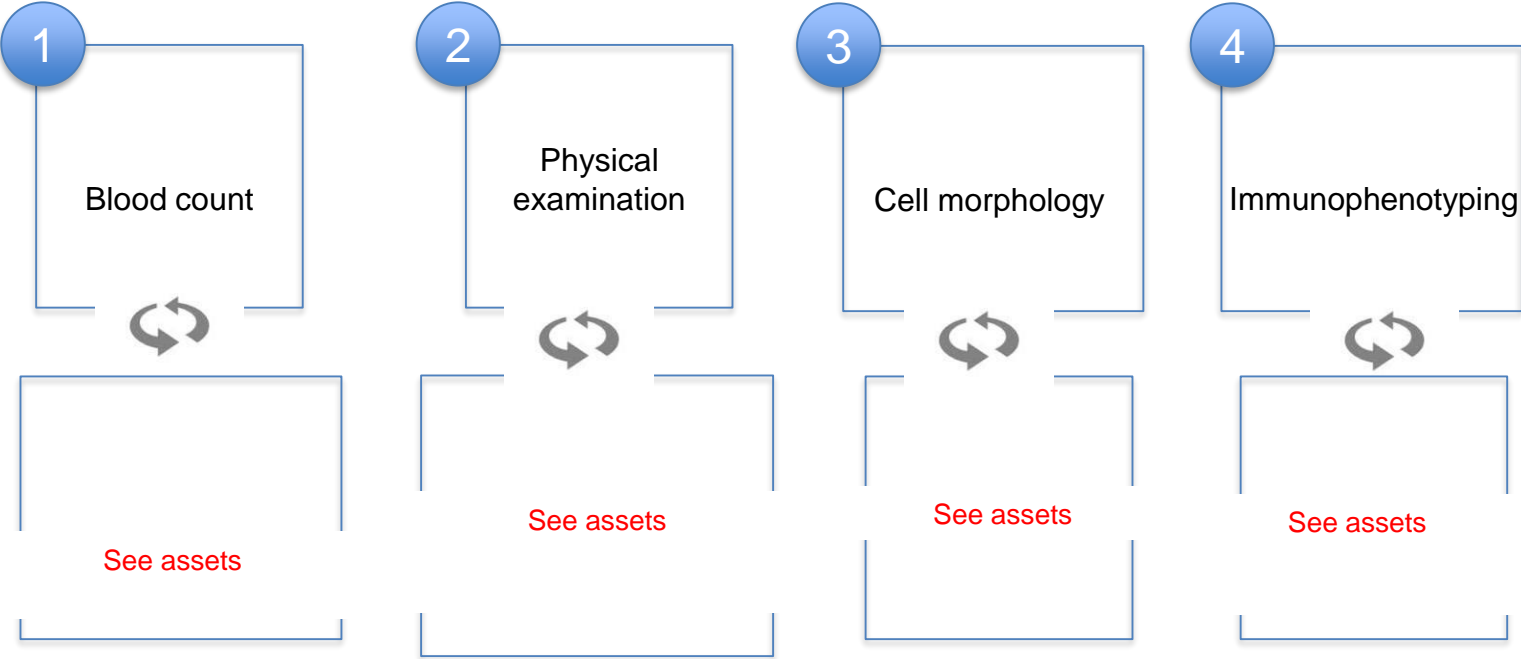 1
2
3
4
Blood count
Physical
examination
Cell morphology
Immunophenotyping
See assets
See assets
See assets
See assets